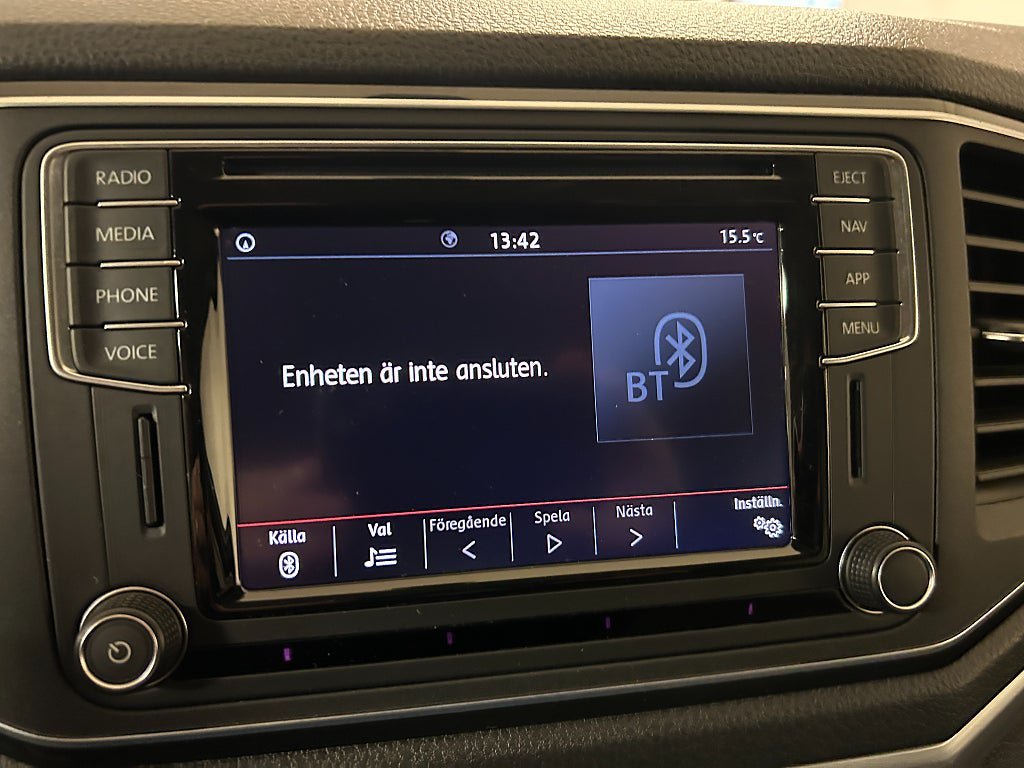 RADIO
MEDIA
PHONE
VOICE
EJECT
NAV
APP
MENU
13:42
15.5°C
Enheten är inte ansluten.
BT
Källa
Val
Föregående
Spela
Nästa
Inställn.